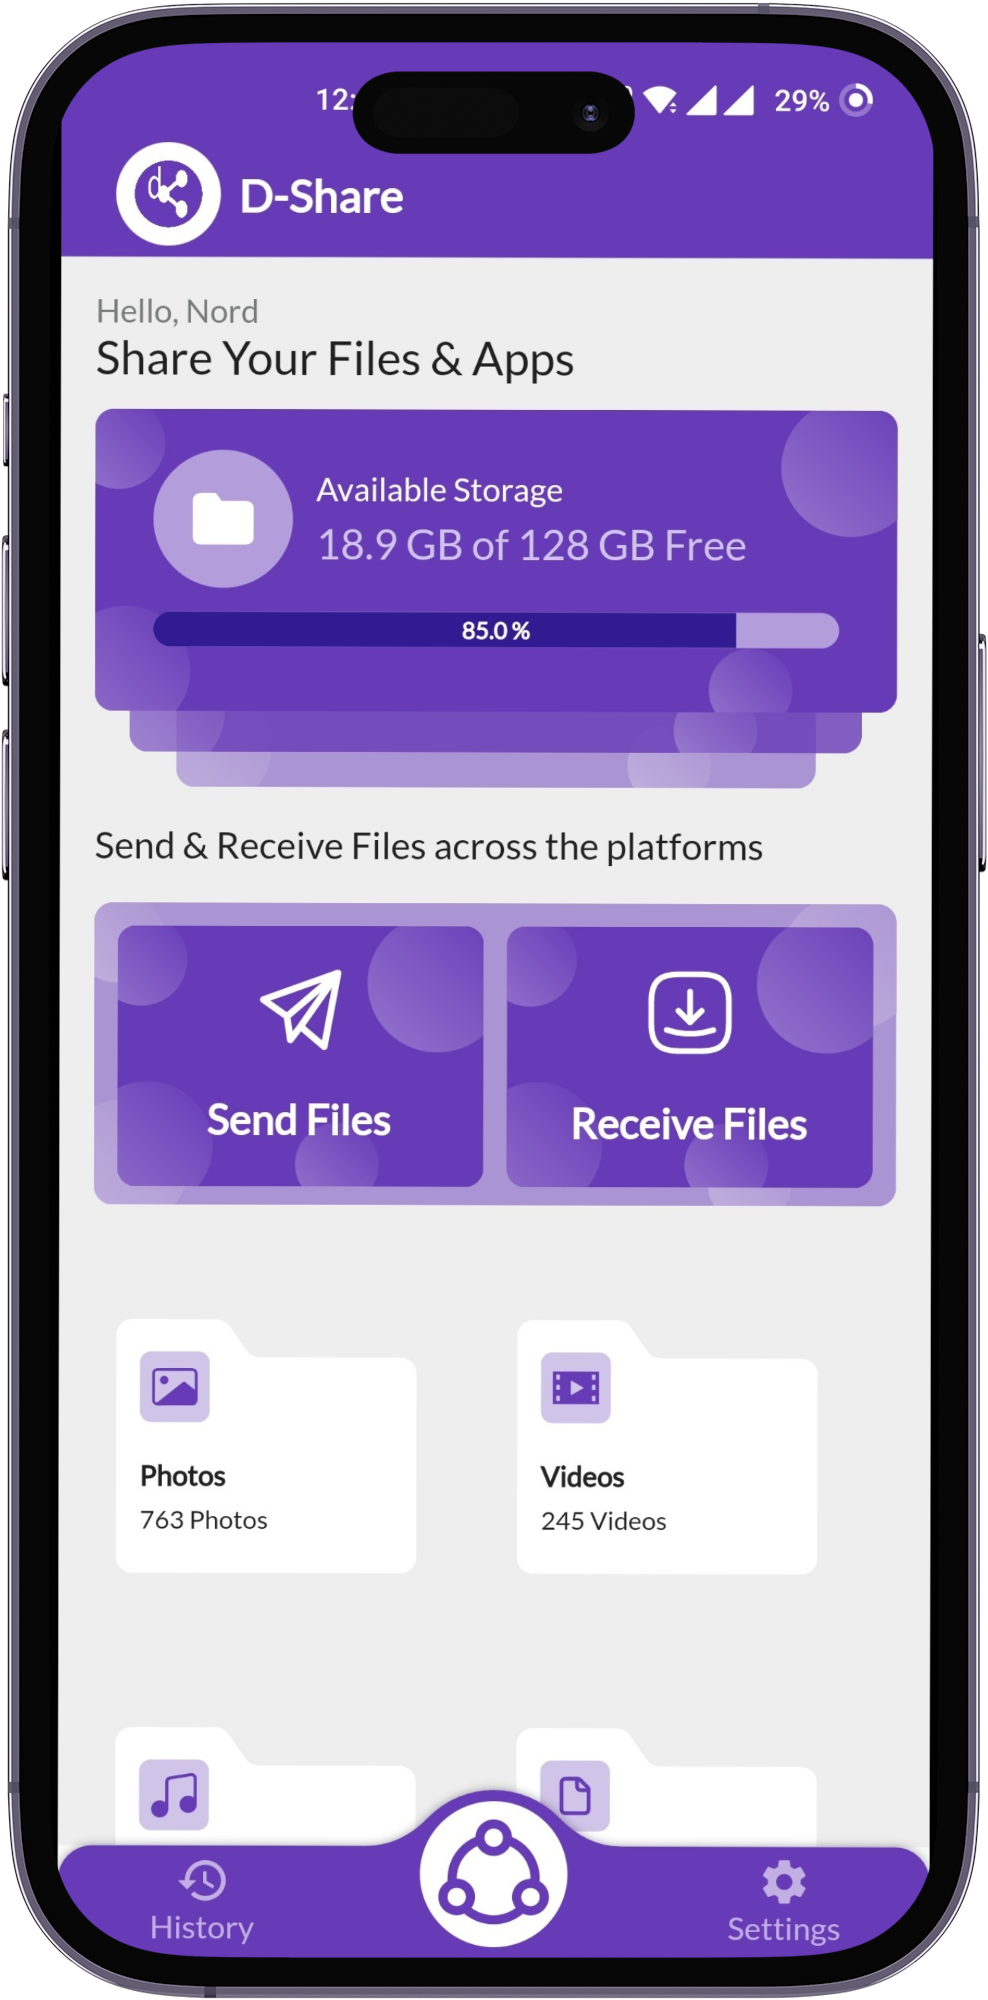 12:
29%
D-Share
Hello, Nord
Share Your Files & Apps
Available Storage
18.9 GB of 128 GB Free
85.0 %
Send & Receive Files across the platforms
Send Files
Receive Files
Photos
763 Photos
Videos
245 Videos
History
Settings